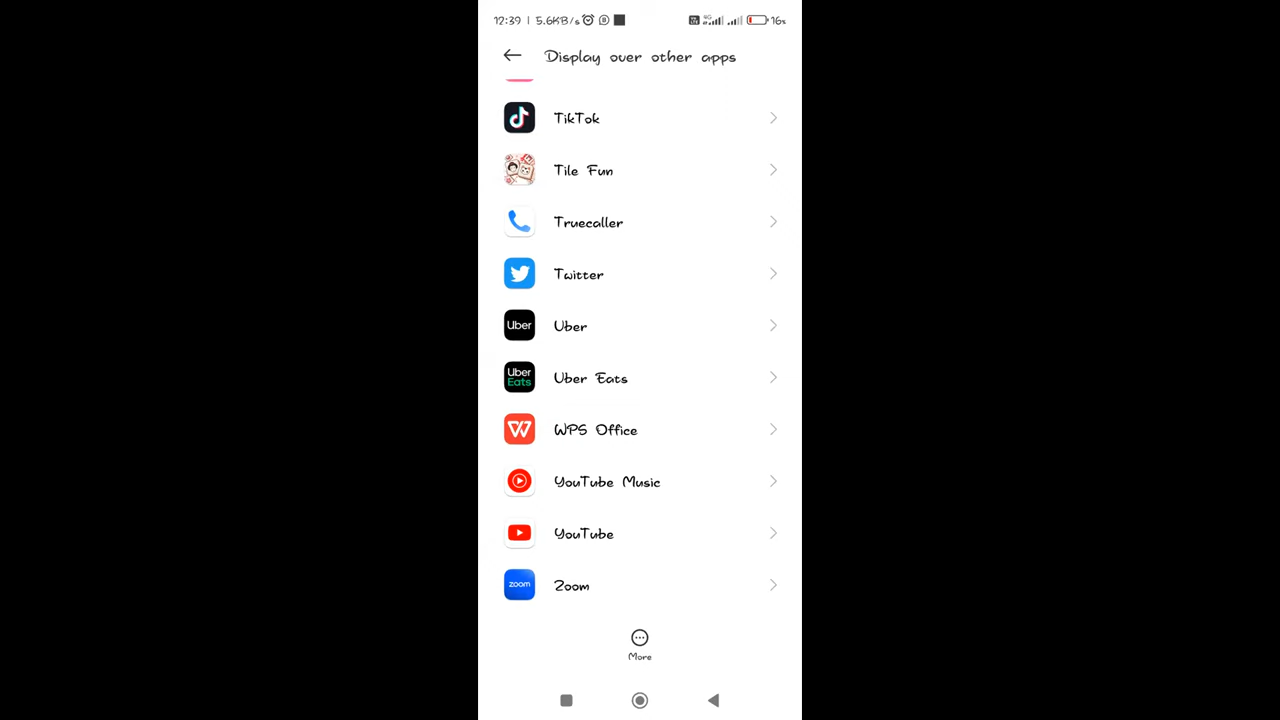 12:39 | 5.6KB/s 4G 16%
Display over other apps
TikTok
Tile Fun
Truecaller
Twitter
Uber Uber
Uber Eats Uber Eats
WPS Office
YouTube Music
YouTube
zoom Zoom
More